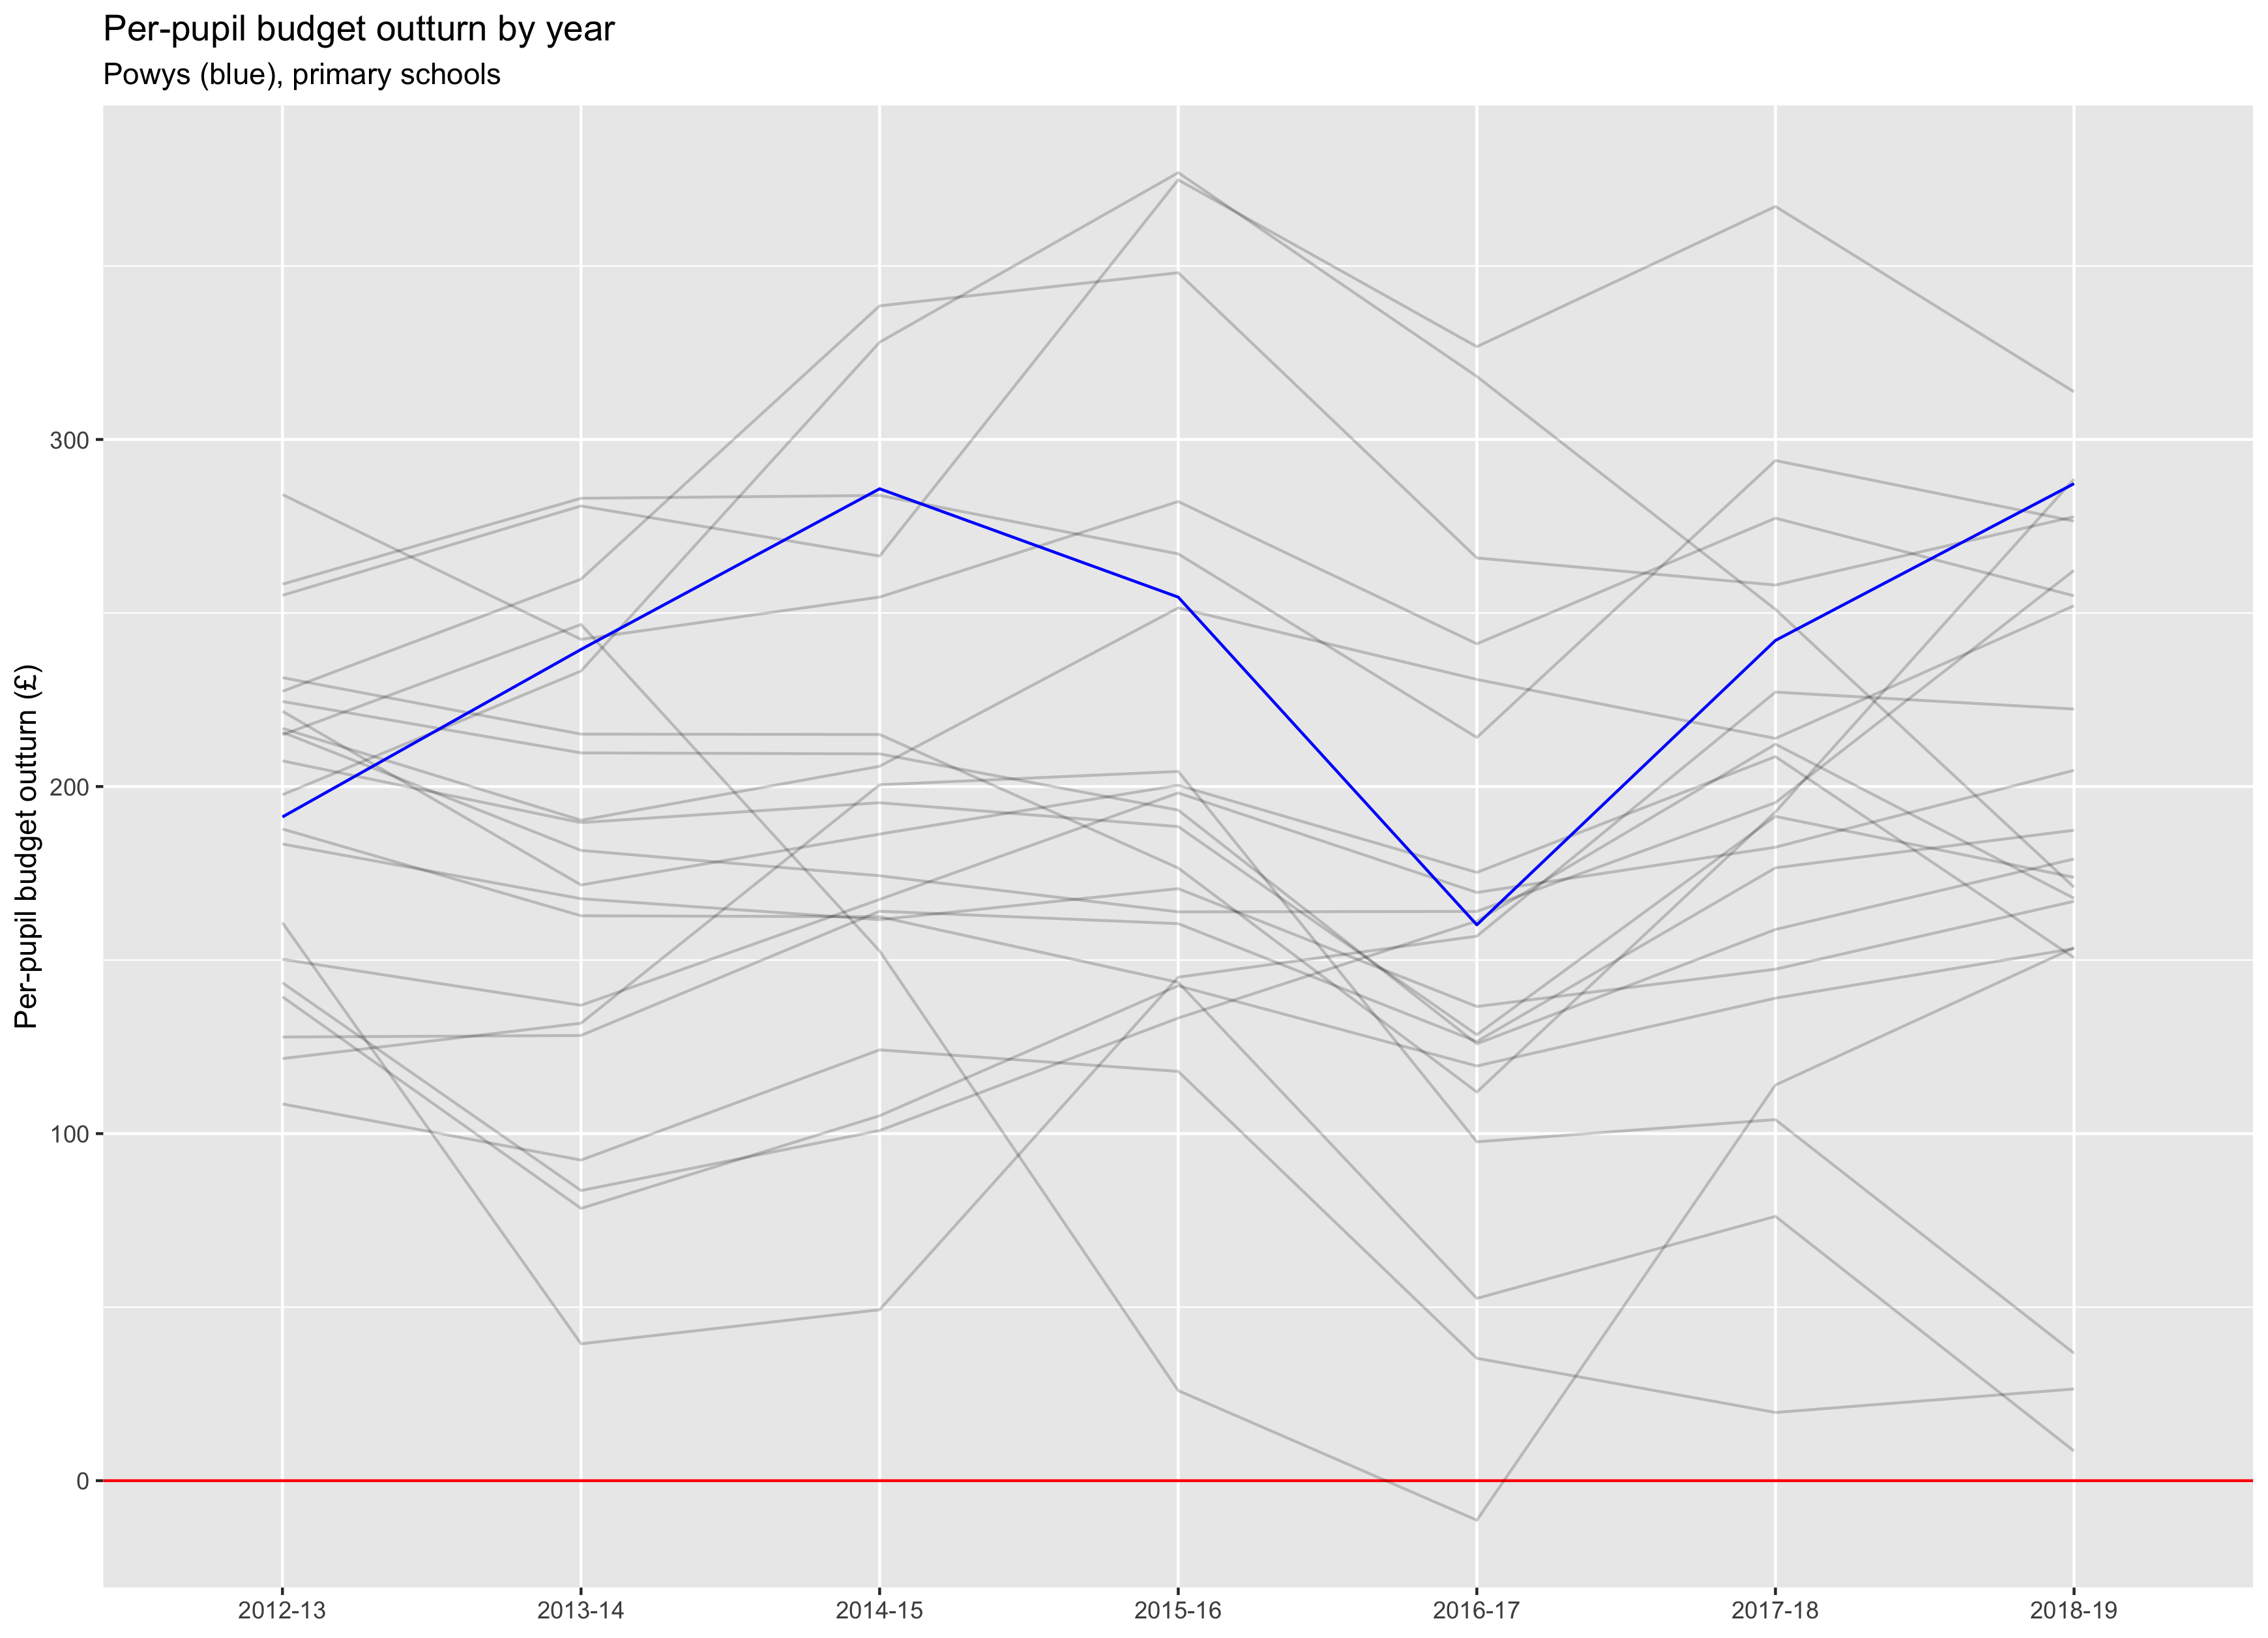 Per-pupil budget outturn by year
Powys (blue), primary schools
Per-pupil budget outturn (£)
300
200
100
0
2012-13 2013-14 2014-15 2015-16 2016-17 2017-18 2018-19